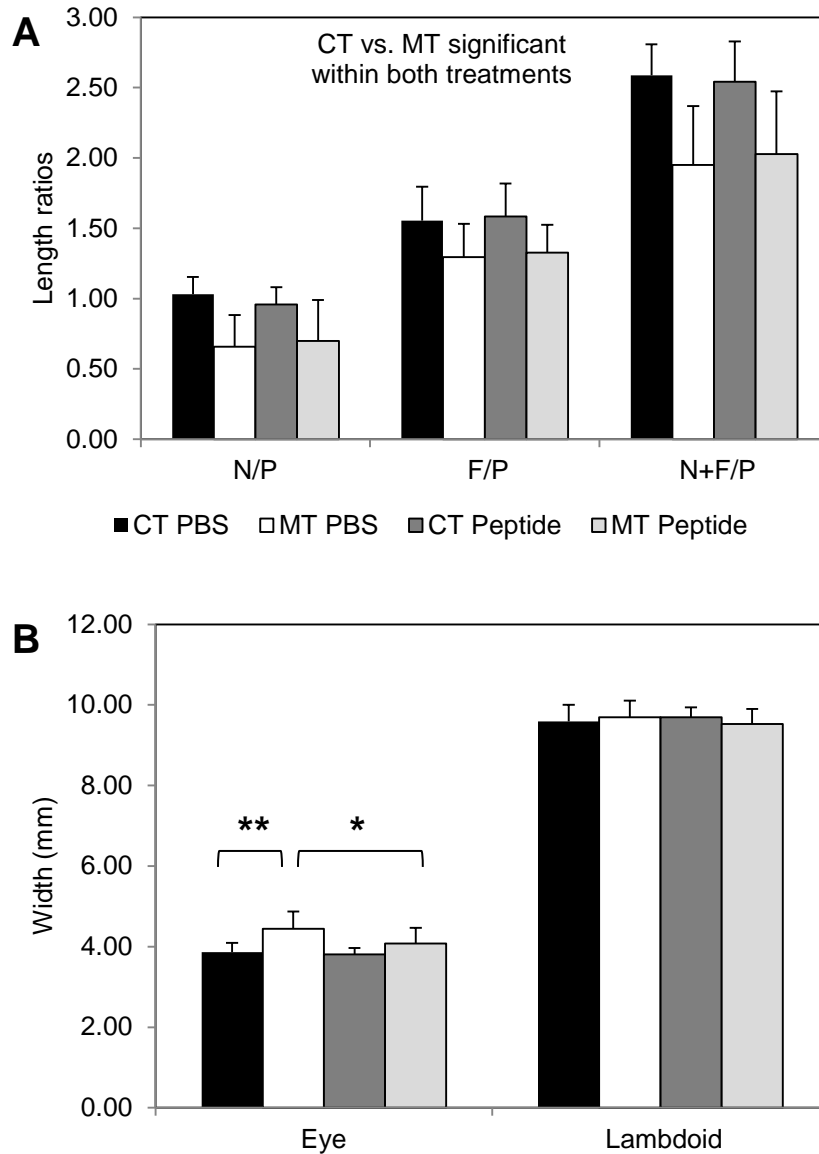 A
CT vs. MT significant
within both treatments
Length ratios
3.00
2.50
2.00
1.50
1.00
0.50
0.00
N/P F/P N+F/P
CT PBS MT PBS CT Peptide MT Peptide
B
Width (mm)
12.00
10.00
8.00
6.00
4.00
2.00
0.00
** *
Eye Lambdoid